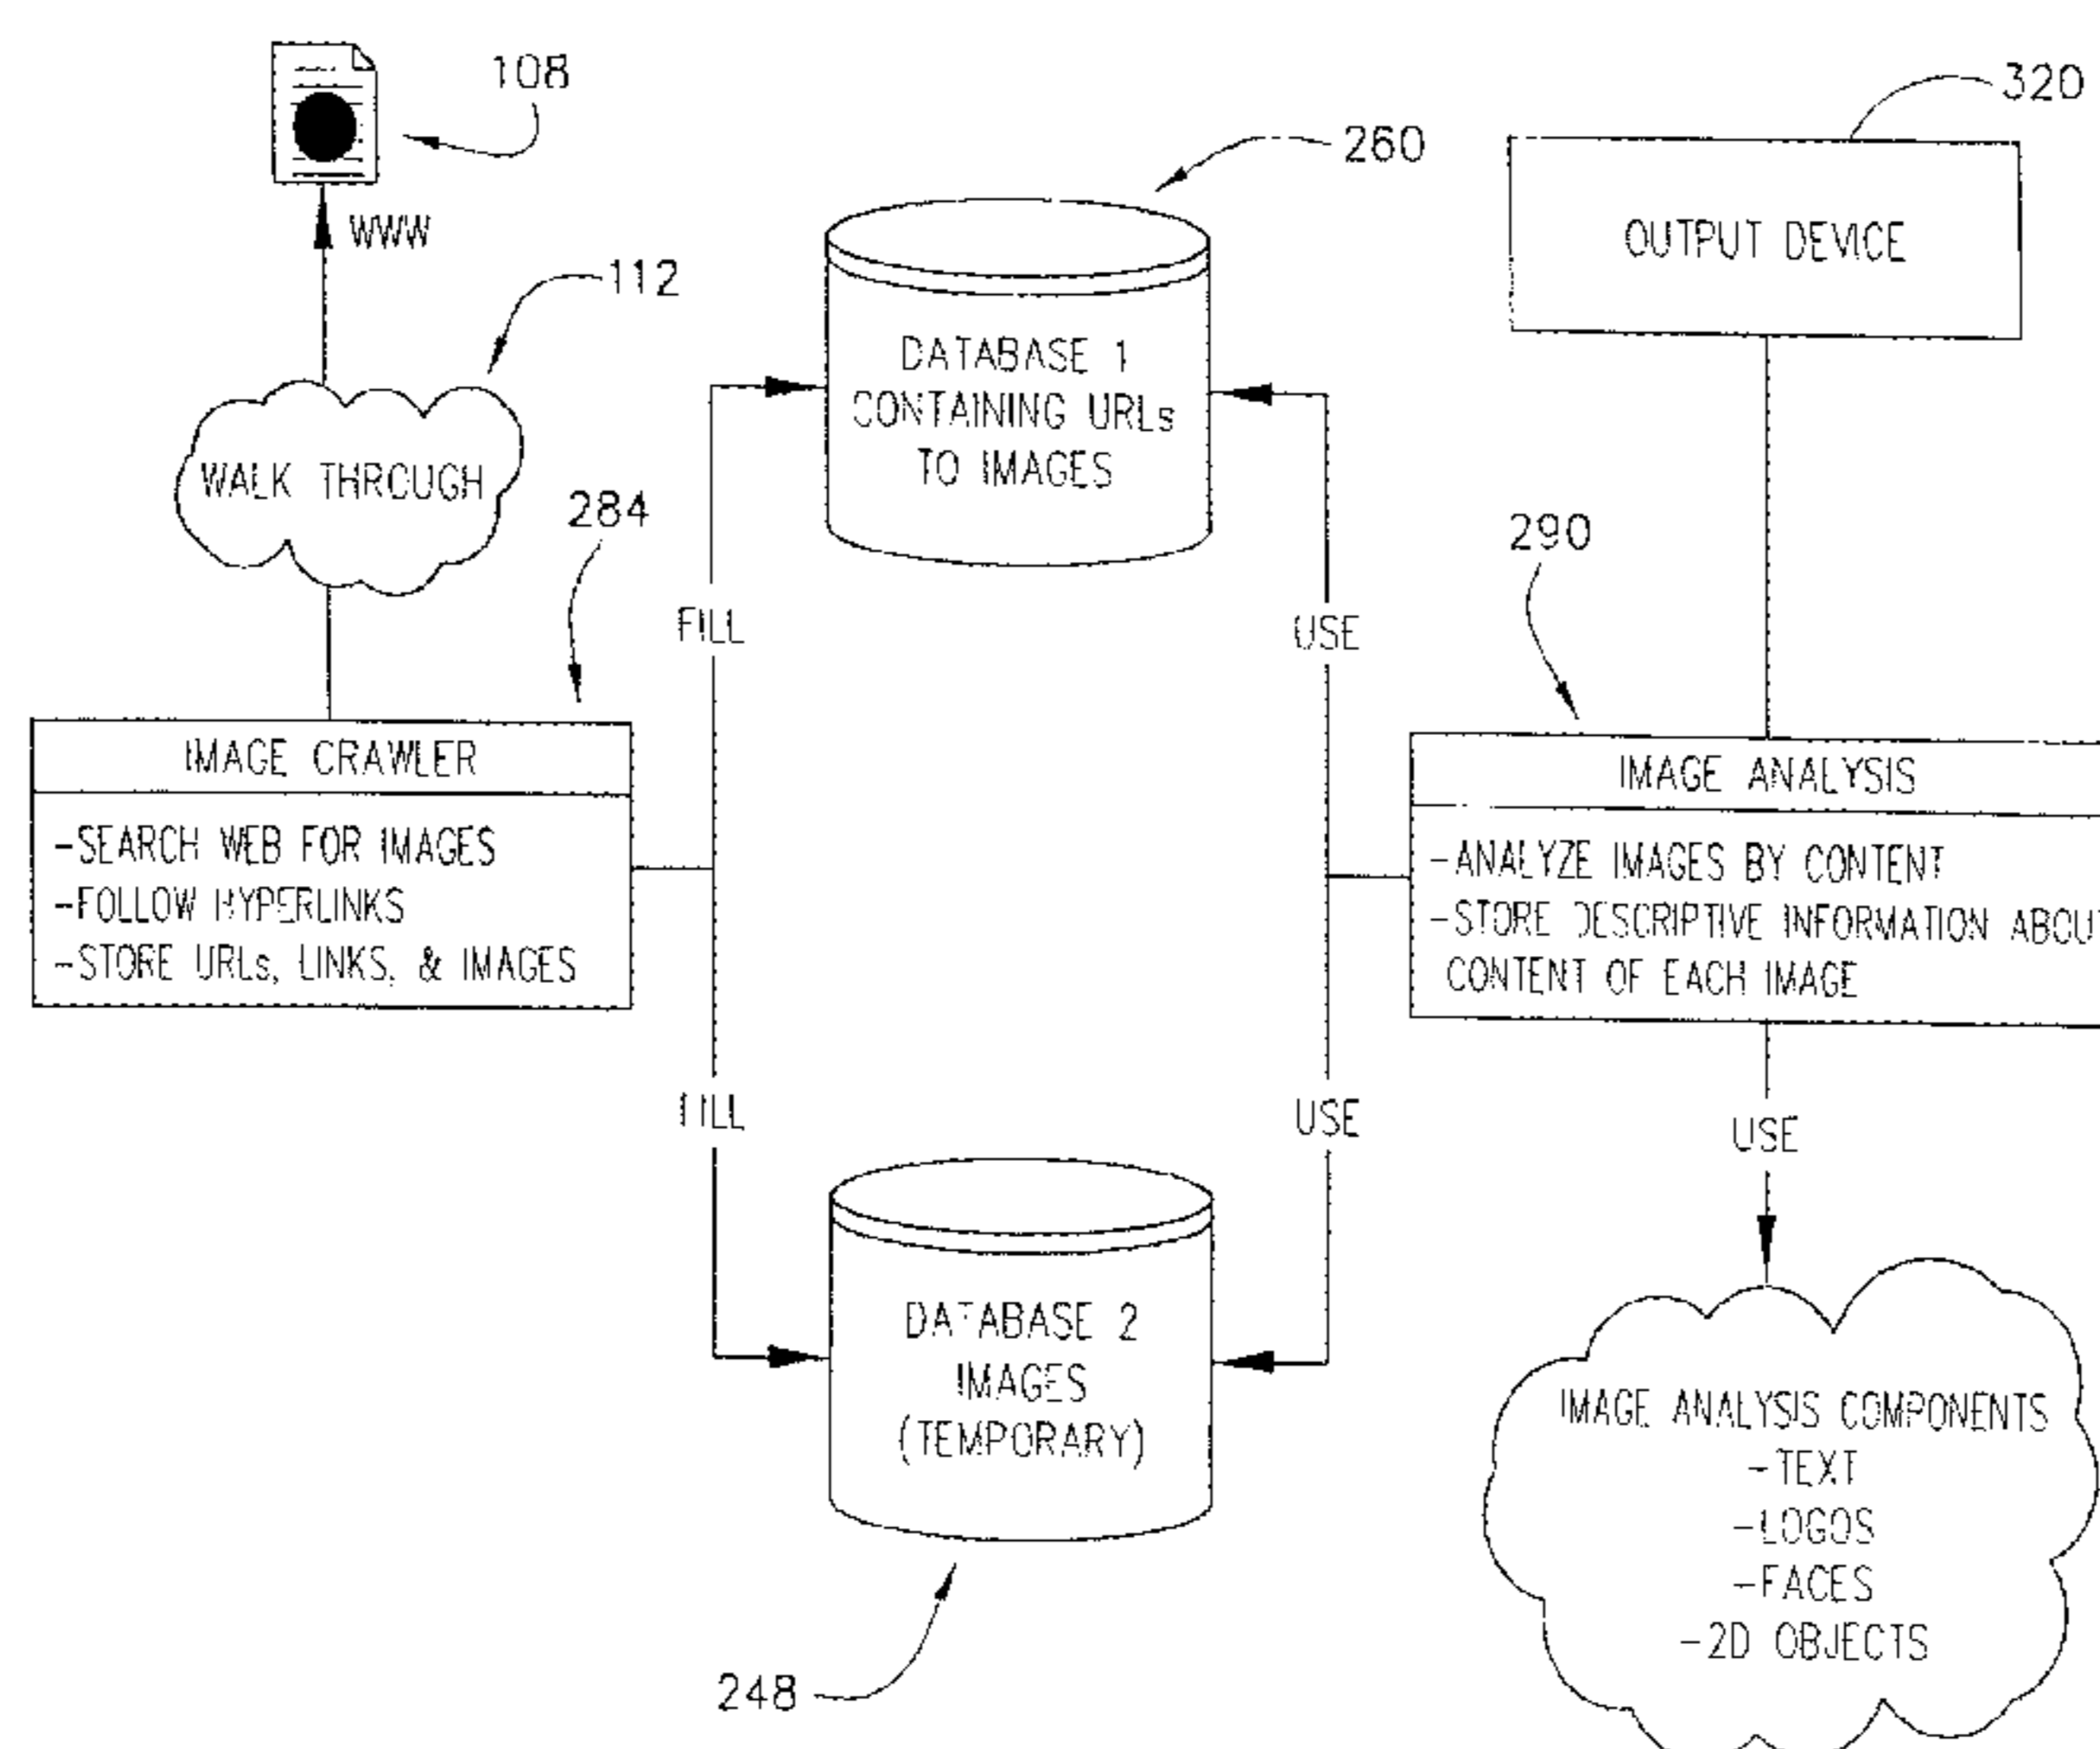 108
WWW
112
WALK THROUGH
284
IMAGE CRAWLER
-SEARCH WEB FOR IMAGES
-FOLLOW HYPERLINKS
-STORE URLs, LINKS, & IMAGES
FILL
FILL
260
DATABASE 1
CONTAINING URLs
TO IMAGES
USE
USE
DATABASE 2
IMAGES
(TEMPORARY)
248
320
OUTPUT DEVICE
290
IMAGE ANALYSIS
-ANALYZE IMAGES BY CONTENT
-STORE DESCRIPTIVE INFORMATION ABOUT
CONTENT OF EACH IMAGE
USE
IMAGE ANALYSIS COMPONENTS
-TEXT
-LOGOS
-FACES
-2D OBJECTS